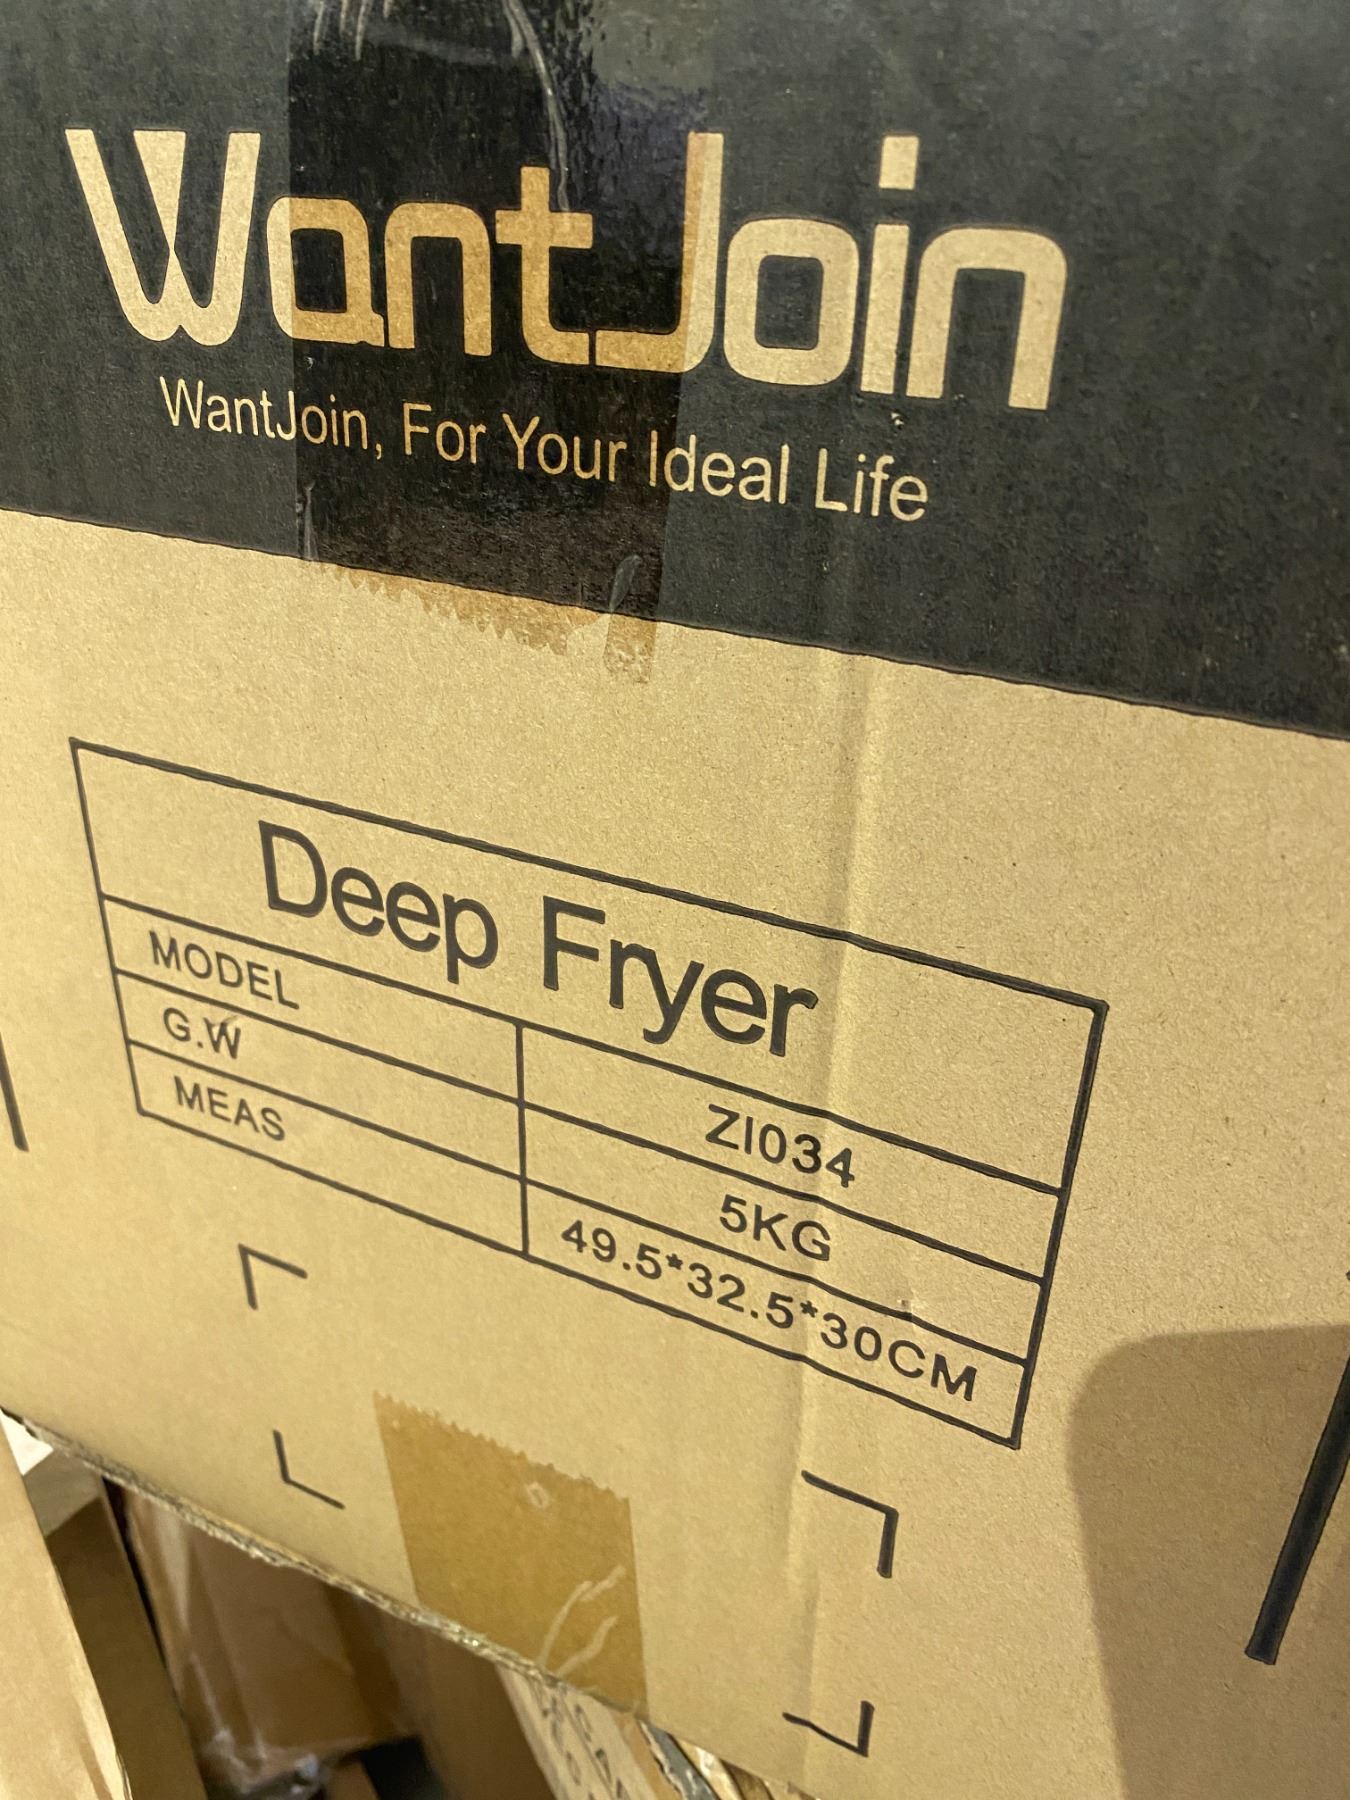 WantJoin
WantJoin, For Your Ideal Life
Deep Fryer
MODEL ZI034
G.W 5KG
MEAS 49.5*32.5*30CM